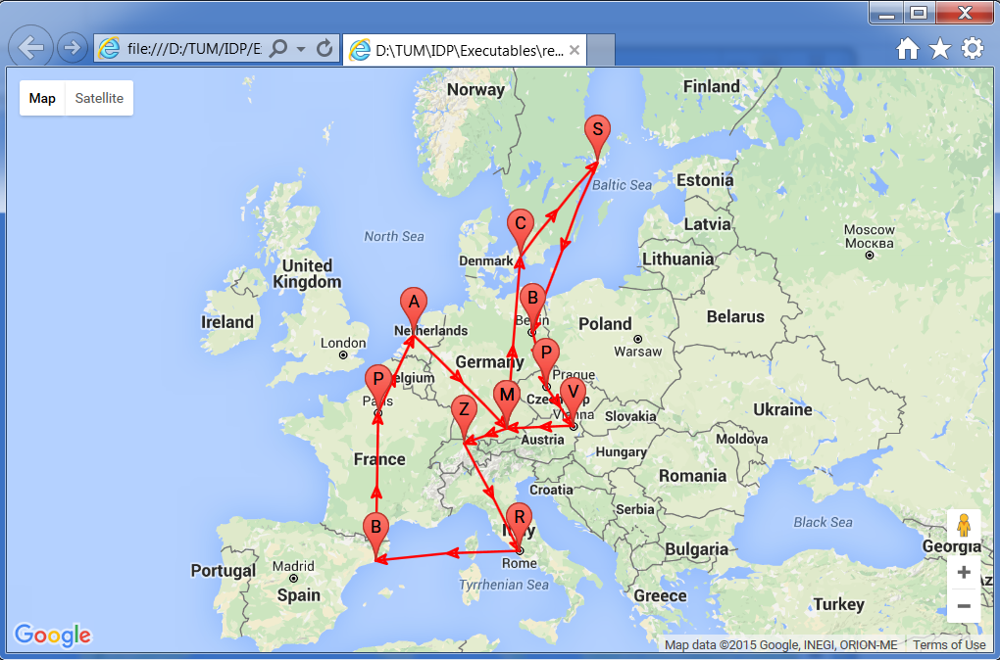 file:///D:/TUM/IDP/E
D:\TUM\IDP\Executables\re...
Map
Satellite
Norway
Finland
S
Baltic Sea
Estonia
Latvia
Moscow
Москва
North Sea
C
Denmark
Lithuania
United
Kingdom
A
B
Ireland
Netherlands
Berlin
Poland
Belarus
London
Warsaw
Germany
P
Prague
P
Belgium
Paris
M
Z
V
Vienna
Slovakia
Ukraine
France
Austria
Moldova
Hungary
Romania
Croatia
Serbia
B
R
Italy
Black Sea
Georgia
Bulgaria
Rome
Portugal
Madrid
Spain
Tyrrhenian Sea
Greece
Turkey
Google
Map data ©2015 Google, INEGI, ORION-ME
Terms of Use